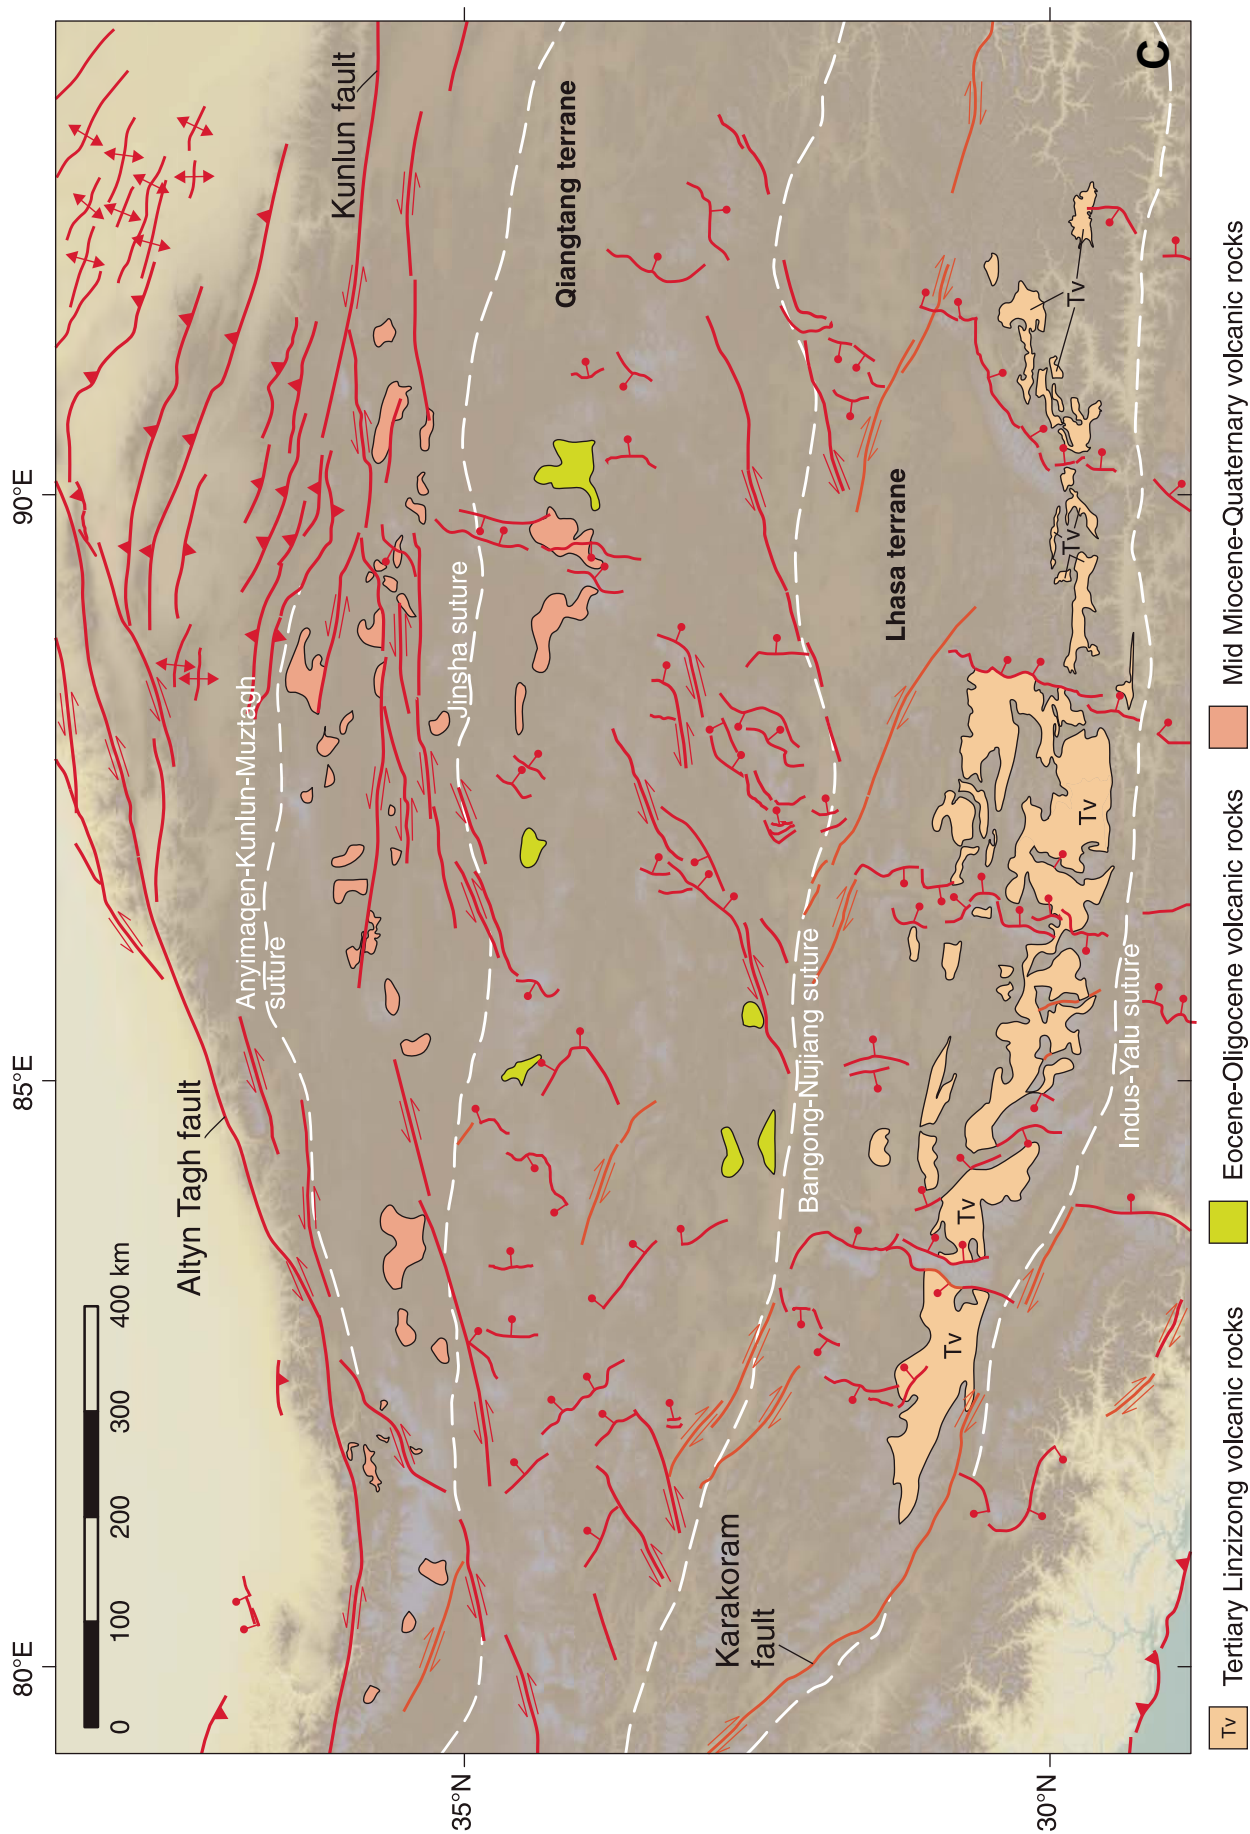 80°E
85°E
90°E
0
100
200
300
400 km
Altyn Tagh fault
Kunlun fault
Anyimaqen-Kunlun-Muztagh
suture
35°N
Jinsha suture
Qiangtang terrane
Bangong-Nujiang suture
Karakoram
fault
Lhasa terrane
Tv
Tv
Tv
Tv
Tv
30°N
Indus-Yalu suture
C
Tv
Tertiary Linzizong volcanic rocks
Eocene-Oligocene volcanic rocks
Mid Miocene-Quaternary volcanic rocks